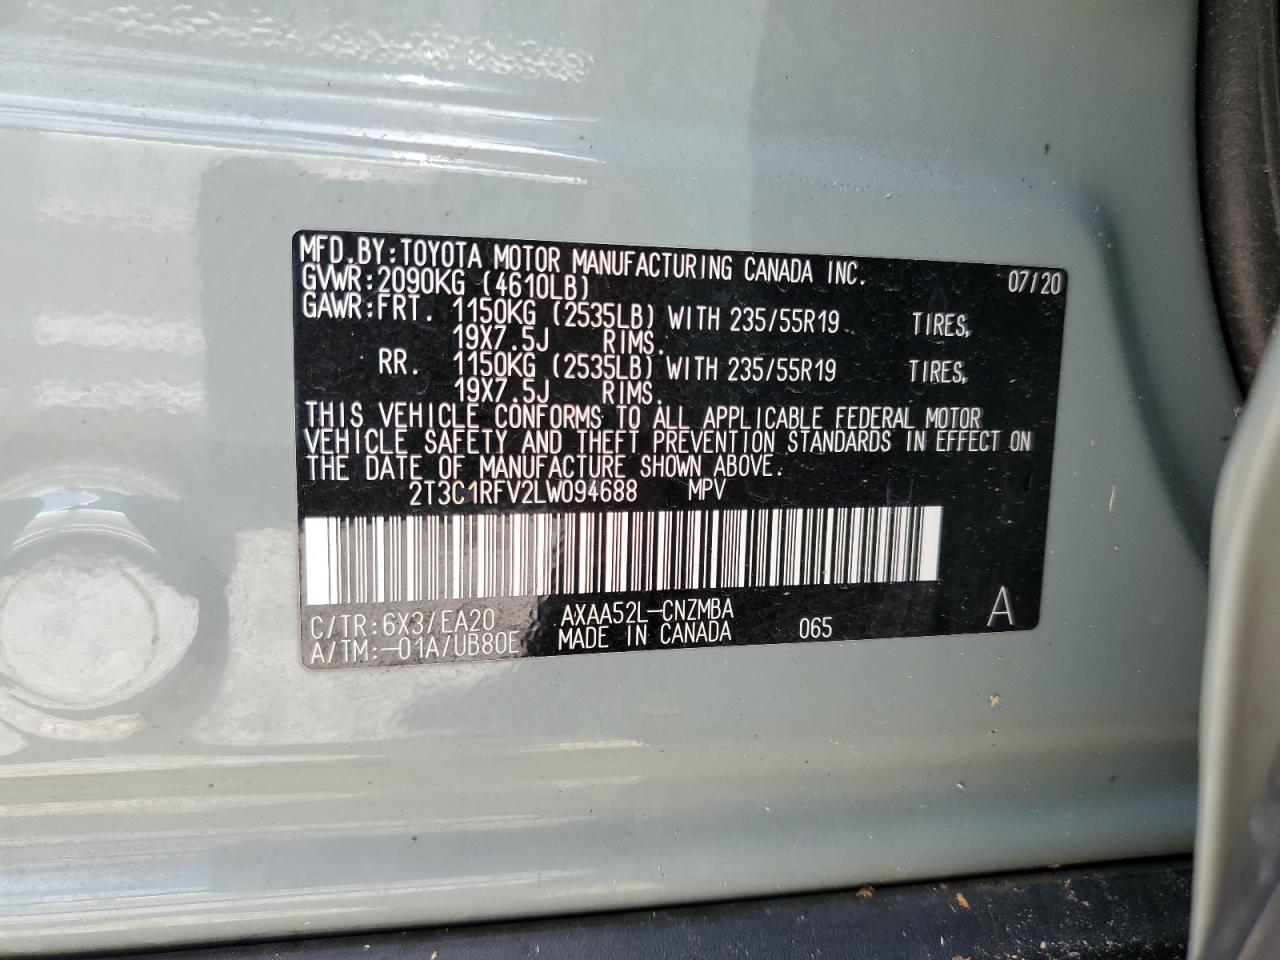 MFD.BY:TOYOTA MOTOR MANUFACTURING CANADA INC. 07/20
GVWR:2090KG (4610LB)
GAWR:FRT. 1150KG (2535LB) WITH 235/55R19 TIRES,
19X7.5J RIMS.
RR. 1150KG (2535LB) WITH 235/55R19 TIRES,
19X7.5J RIMS.
THIS VEHICLE CONFORMS TO ALL APPLICABLE FEDERAL MOTOR
VEHICLE SAFETY AND THEFT PREVENTION STANDARDS IN EFFECT ON
THE DATE OF MANUFACTURE SHOWN ABOVE.
2T3C1RFV2LW094688 MPV
C/TR:6X3/EA20 AXAA52L-CNZMBA
A/TM:-01A/UB80E MADE IN CANADA 065 A